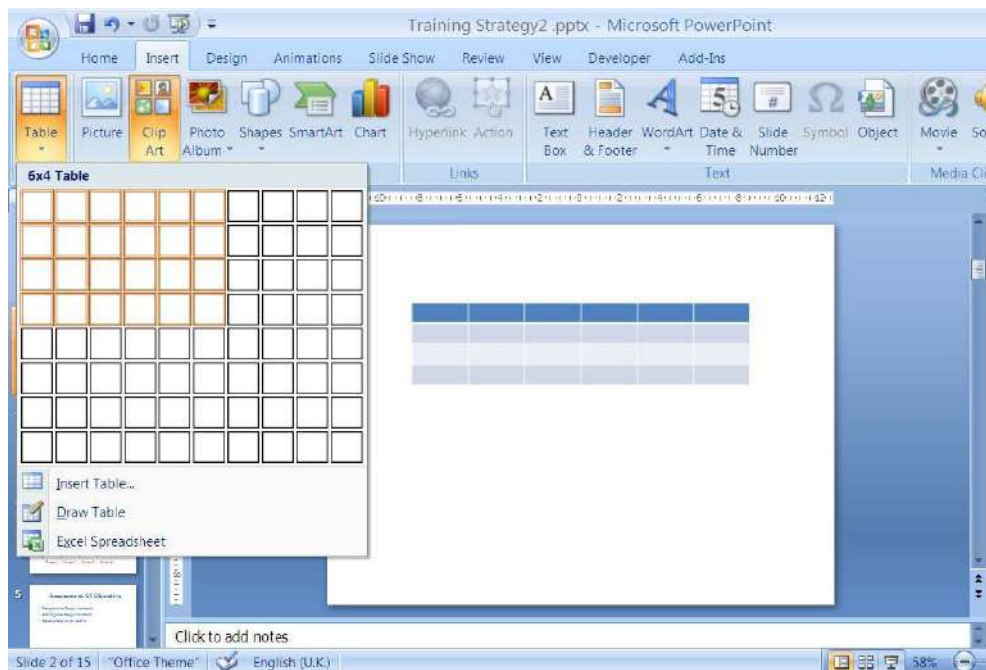 Training Strategy2 .pptx - Microsoft PowerPoint
Home Insert Design Animations Slide Show Review View Developer Add-Ins
Table Picture Clip Art Photo Album Shapes SmartArt Chart Hyperlink Action Text Box Header & Footer WordArt Date & Time Slide Number Symbol Object Movie So
Links Text Media Cli
6x4 Table
Insert Table...
Draw Table
Excel Spreadsheet
5
Click to add notes
Slide 2 of 15 "Office Theme" English (U.K.) 58%